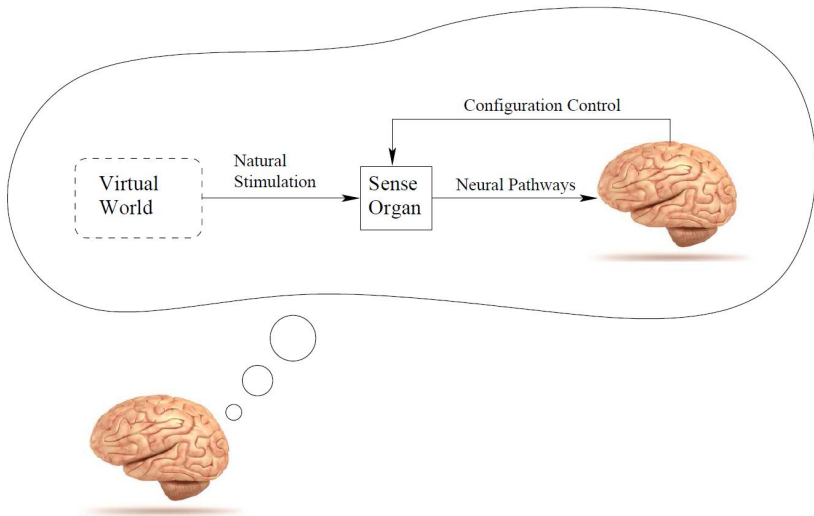 Configuration Control
Natural
Stimulation
Virtual
World
Sense
Organ
Neural Pathways